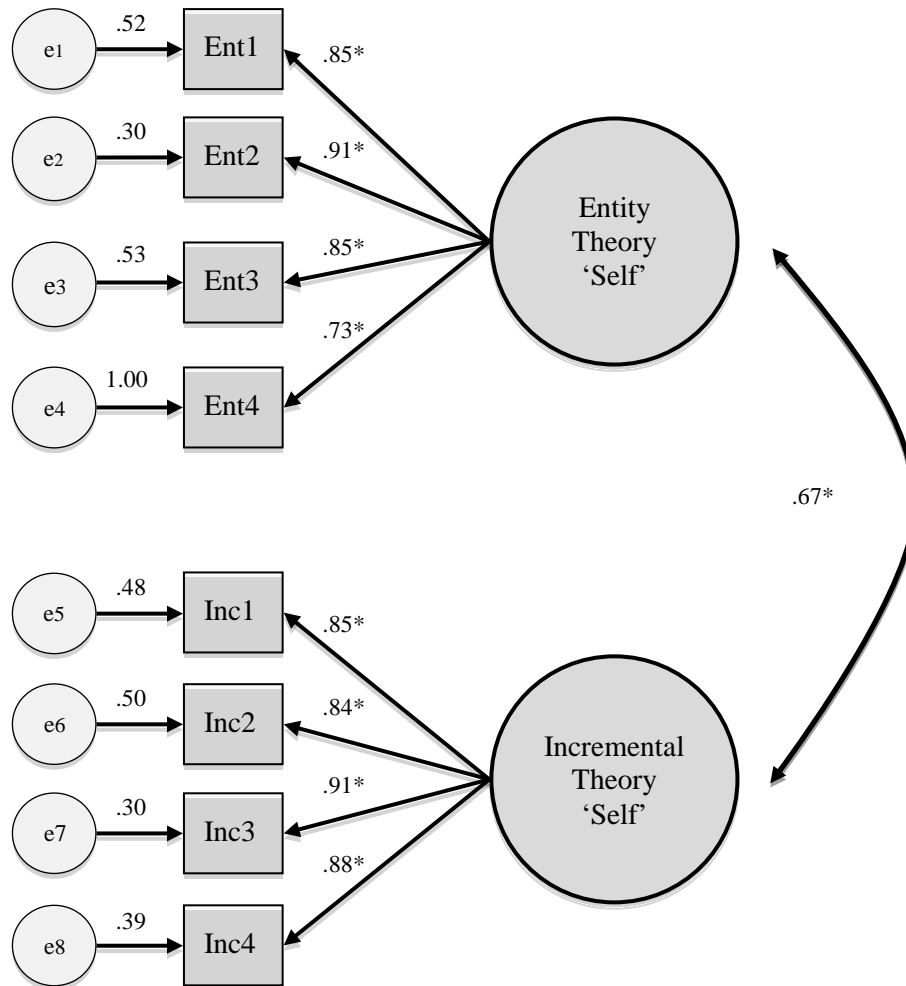 e1
.52
Ent1
.85*
e2
.30
Ent2
.91*
e3
.53
Ent3
.85*
e4
1.00
Ent4
.73*
Entity
Theory
‘Self’
.67*
e5
.48
Inc1
.85*
e6
.50
Inc2
.84*
e7
.30
Inc3
.91*
e8
.39
Inc4
.88*
Incremental
Theory
‘Self’